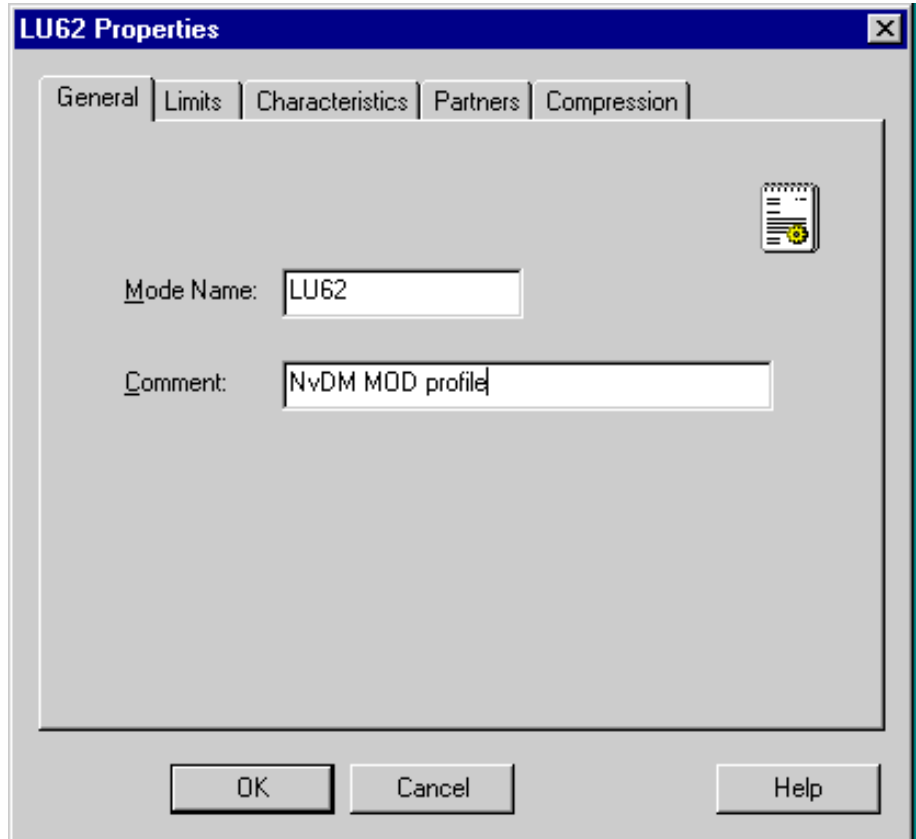 LU62 Properties
General Limits Characteristics Partners Compression
Mode Name: LU62
Comment: NvDM MOD profile
OK Cancel Help